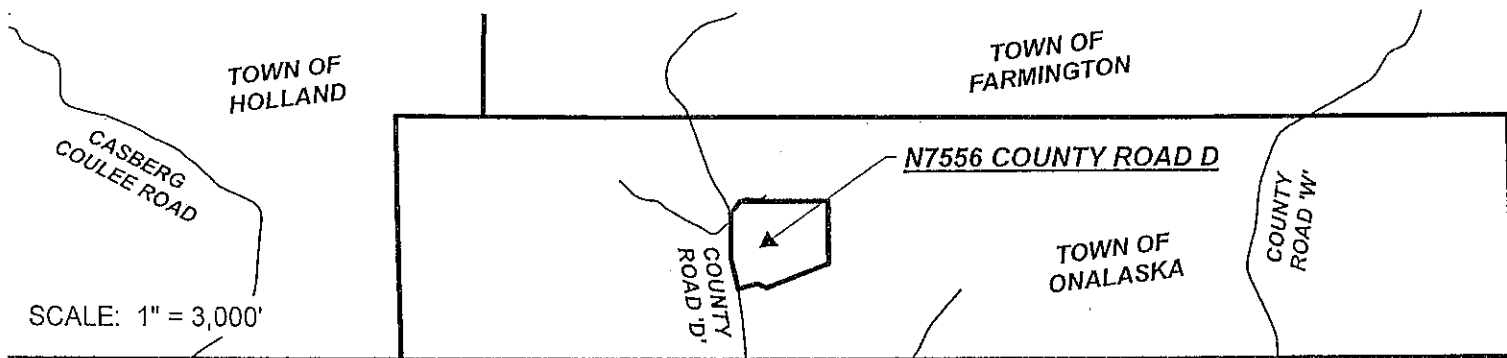 TOWN OF
HOLLAND
TOWN OF
FARMINGTON
CASBERG
COULEE ROAD
N7556 COUNTY ROAD D
COUNTY
ROAD 'W'
TOWN OF
ONALASKA
COUNTY
ROAD 'D'
SCALE: 1" = 3,000'